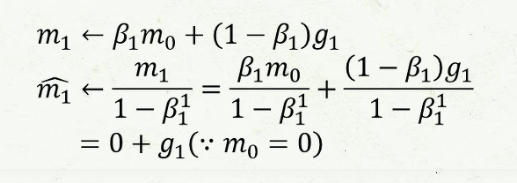 m₁ ← β₁m₀ + (1 − β₁)g₁
m̂₁ ← m₁ / (1 − β₁¹) = β₁m₀ / (1 − β₁¹) + (1 − β₁)g₁ / (1 − β₁¹)
= 0 + g₁(∵ m₀ = 0)